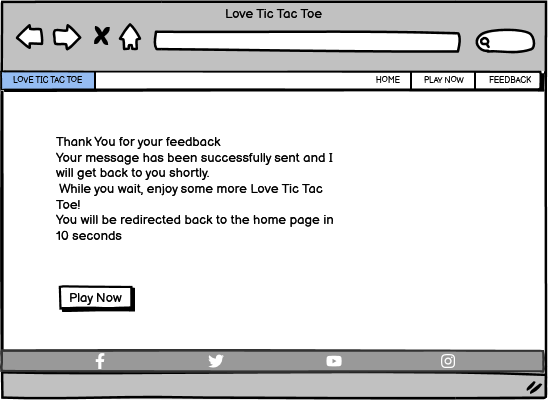 Love Tic Tac Toe
LOVE TIC TAC TOE
HOME
PLAY NOW
FEEDBACK
Thank You for your feedback
Your message has been successfully sent and I
will get back to you shortly.
While you wait, enjoy some more Love Tic Tac
Toe!
You will be redirected back to the home page in
10 seconds
Play Now